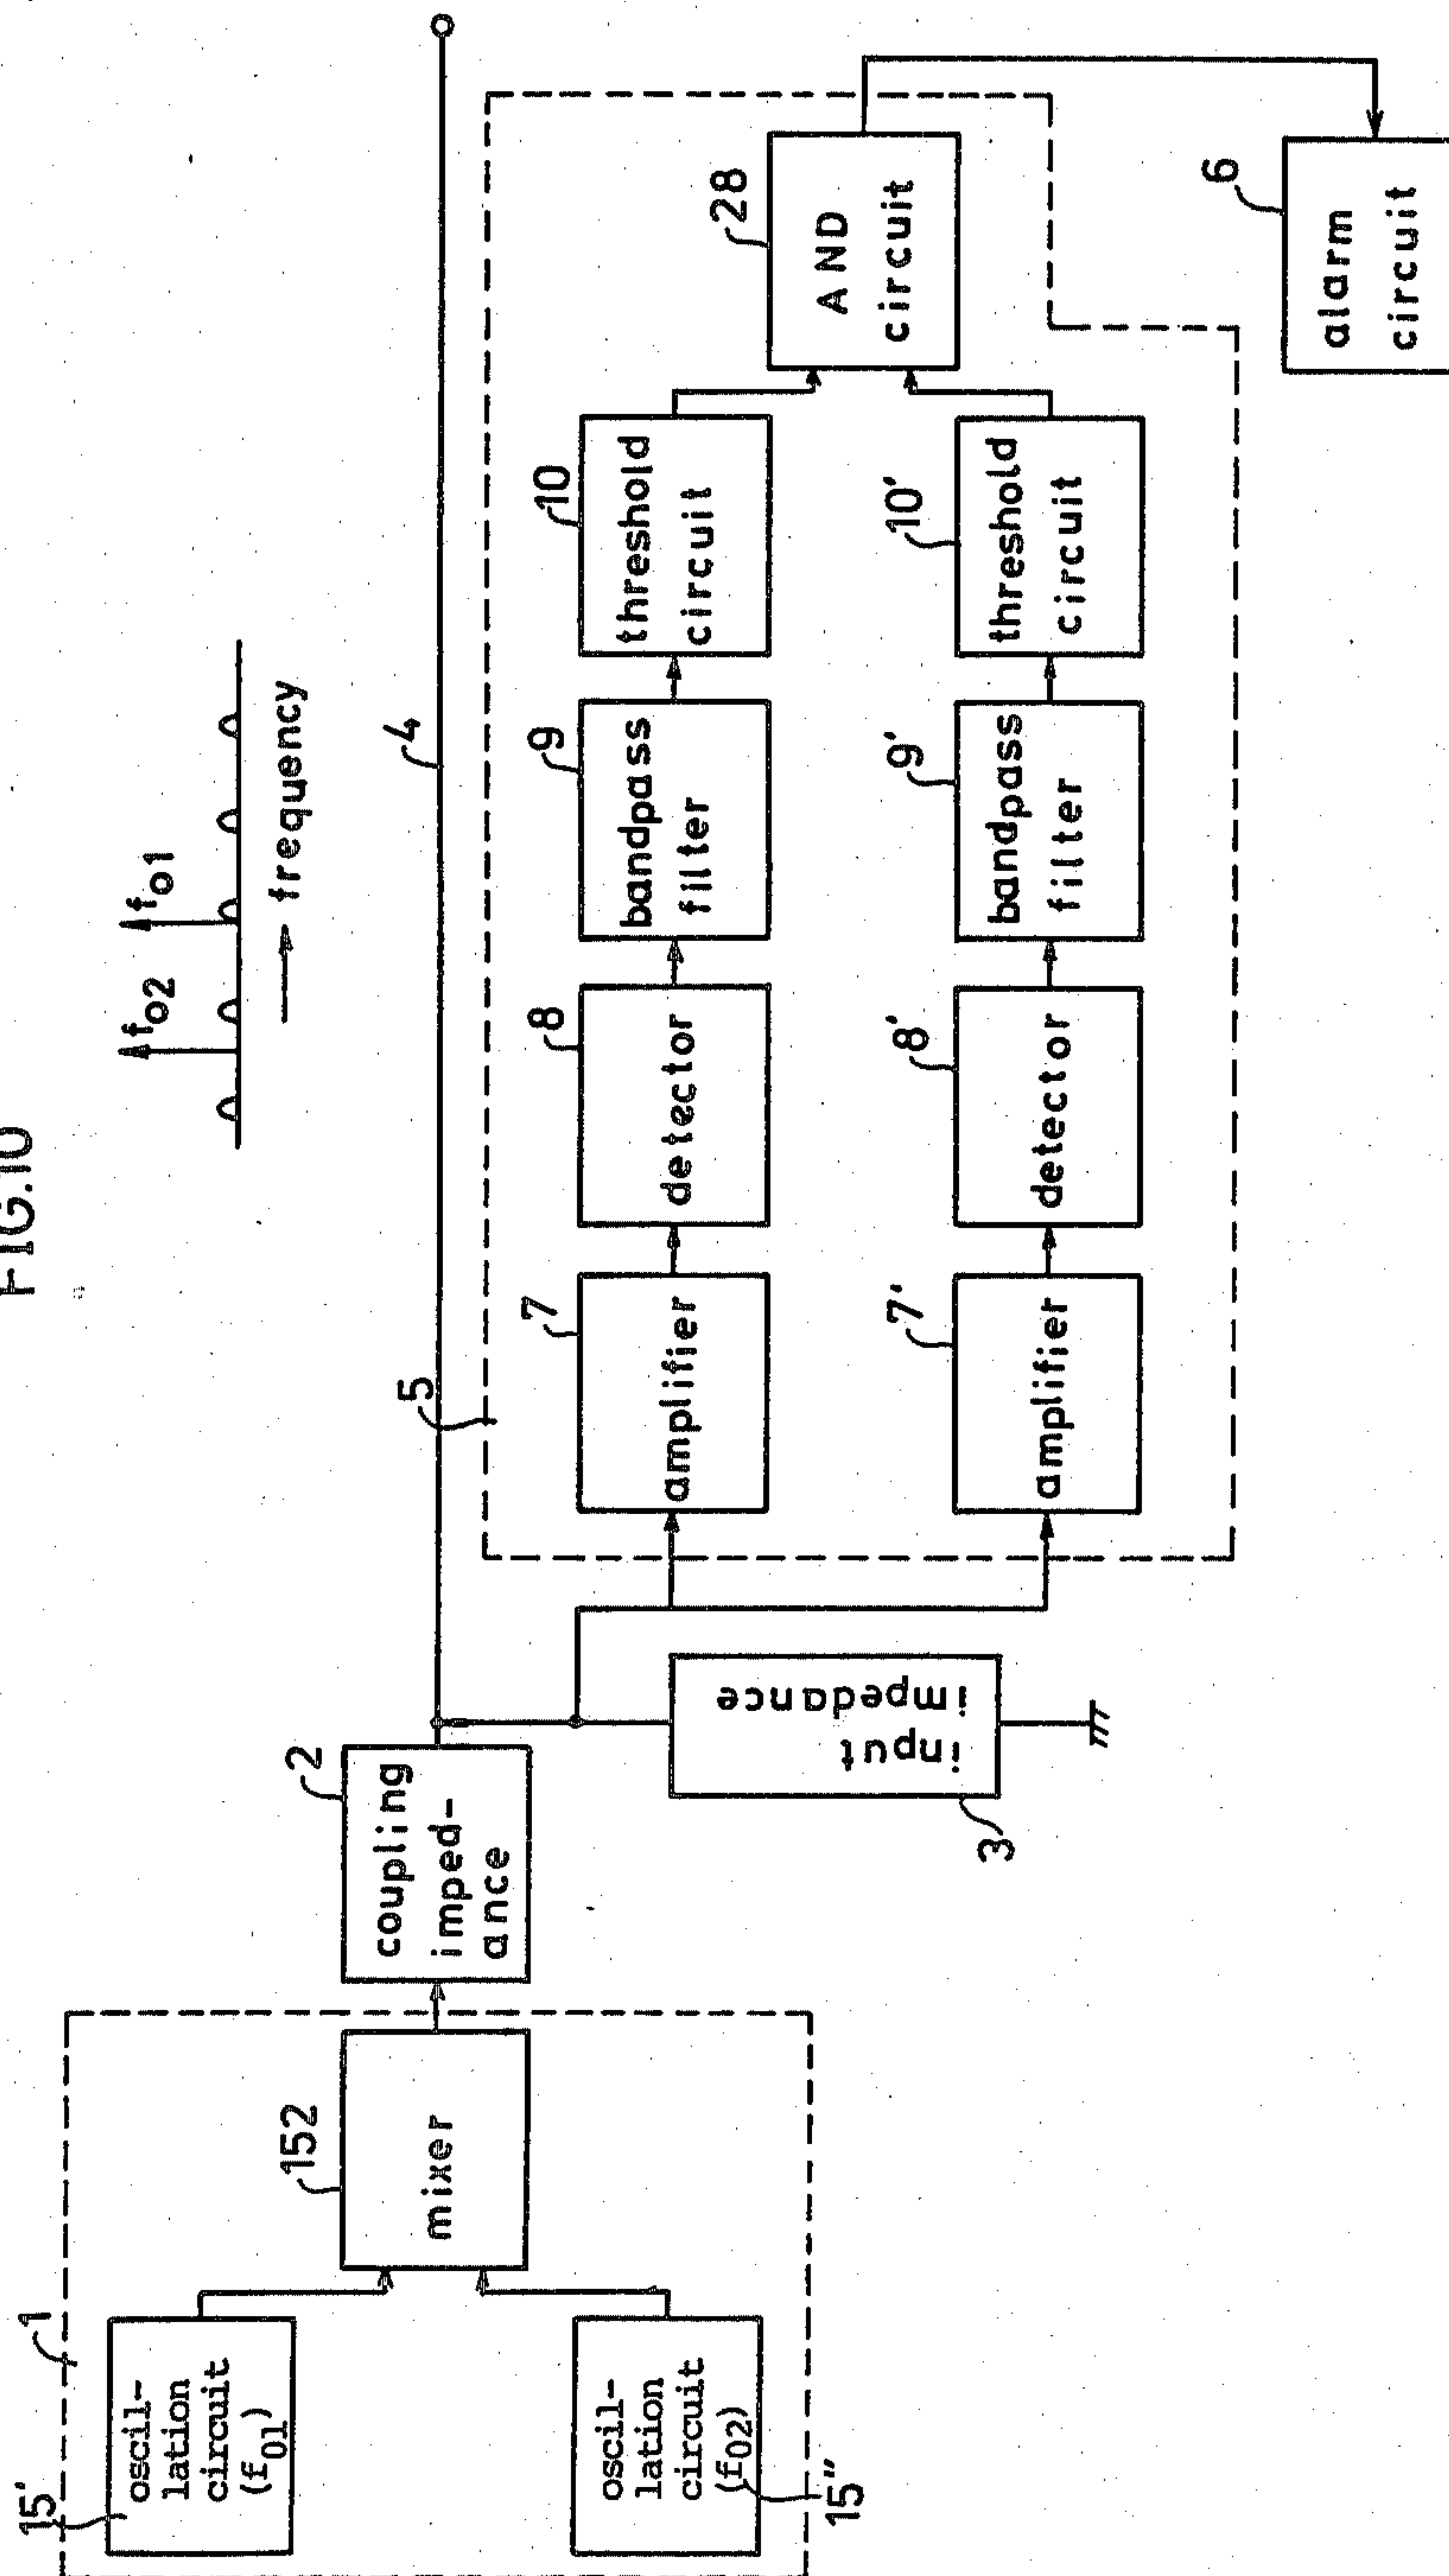 FIG.10
f02
f01
frequency
15'
1
oscil-
lation
circuit
(f01)
oscil-
lation
circuit
(f02)
15"
152
mixer
2
coupling
imped-
ance
4
3
input
impedance
5
7
amplifier
8
detector
9
bandpass
filter
10
threshold
circuit
7'
amplifier
8'
detector
9'
bandpass
filter
10'
threshold
circuit
28
AND
circuit
6
alarm
circuit